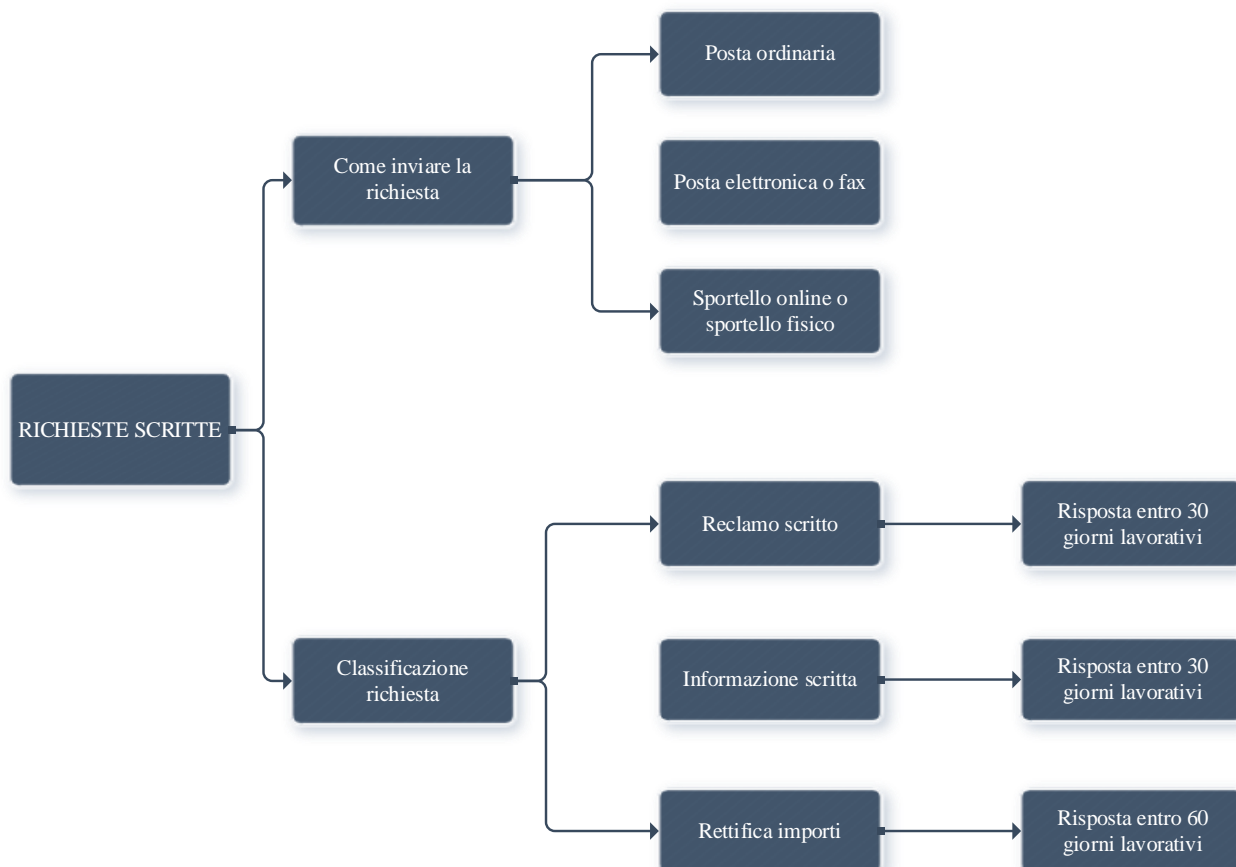 Posta ordinaria
Come inviare la
richiesta
Posta elettronica o fax
Sportello online o
sportello fisico
RICHIESTE SCRITTE
Reclamo scritto
Risposta entro 30
giorni lavorativi
Classificazione
richiesta
Informazione scritta
Risposta entro 30
giorni lavorativi
Rettifica importi
Risposta entro 60
giorni lavorativi